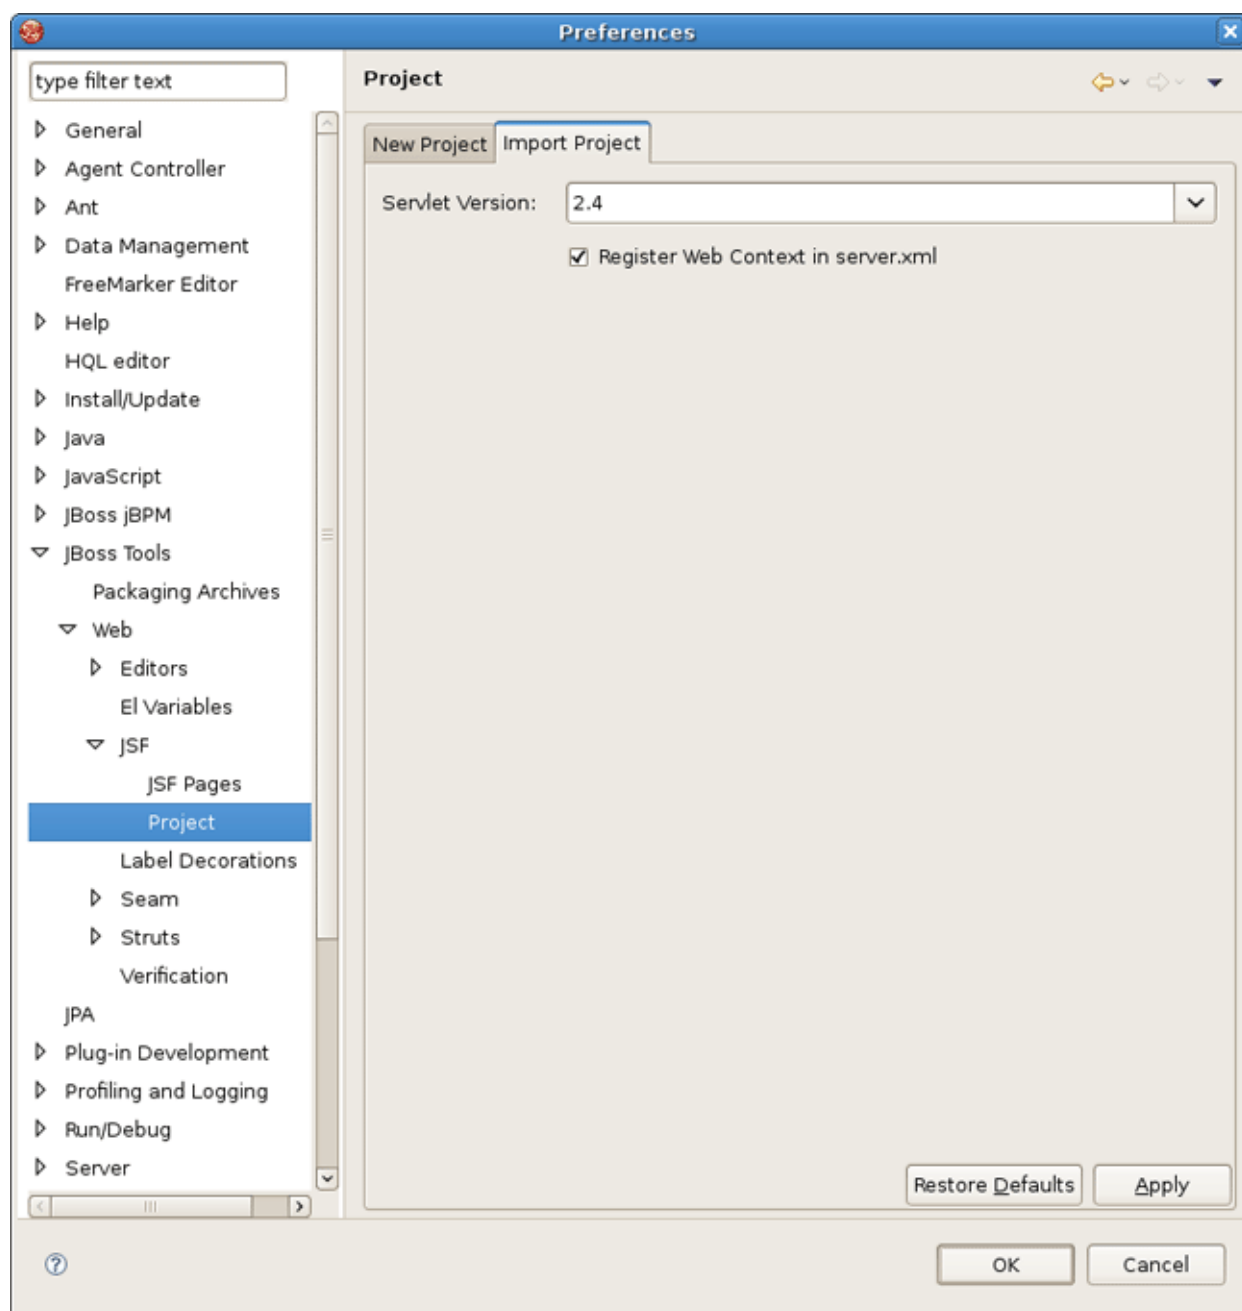 Preferences
type filter text
General
Agent Controller
Ant
Data Management
FreeMarker Editor
Help
HQL editor
Install/Update
Java
JavaScript
JBoss jBPM
JBoss Tools
Packaging Archives
Web
Editors
El Variables
JSF
JSF Pages
Project
Label Decorations
Seam
Struts
Verification
JPA
Plug-in Development
Profiling and Logging
Run/Debug
Server
Project
New Project Import Project
Servlet Version: 2.4
Register Web Context in server.xml
Restore Defaults Apply
OK Cancel